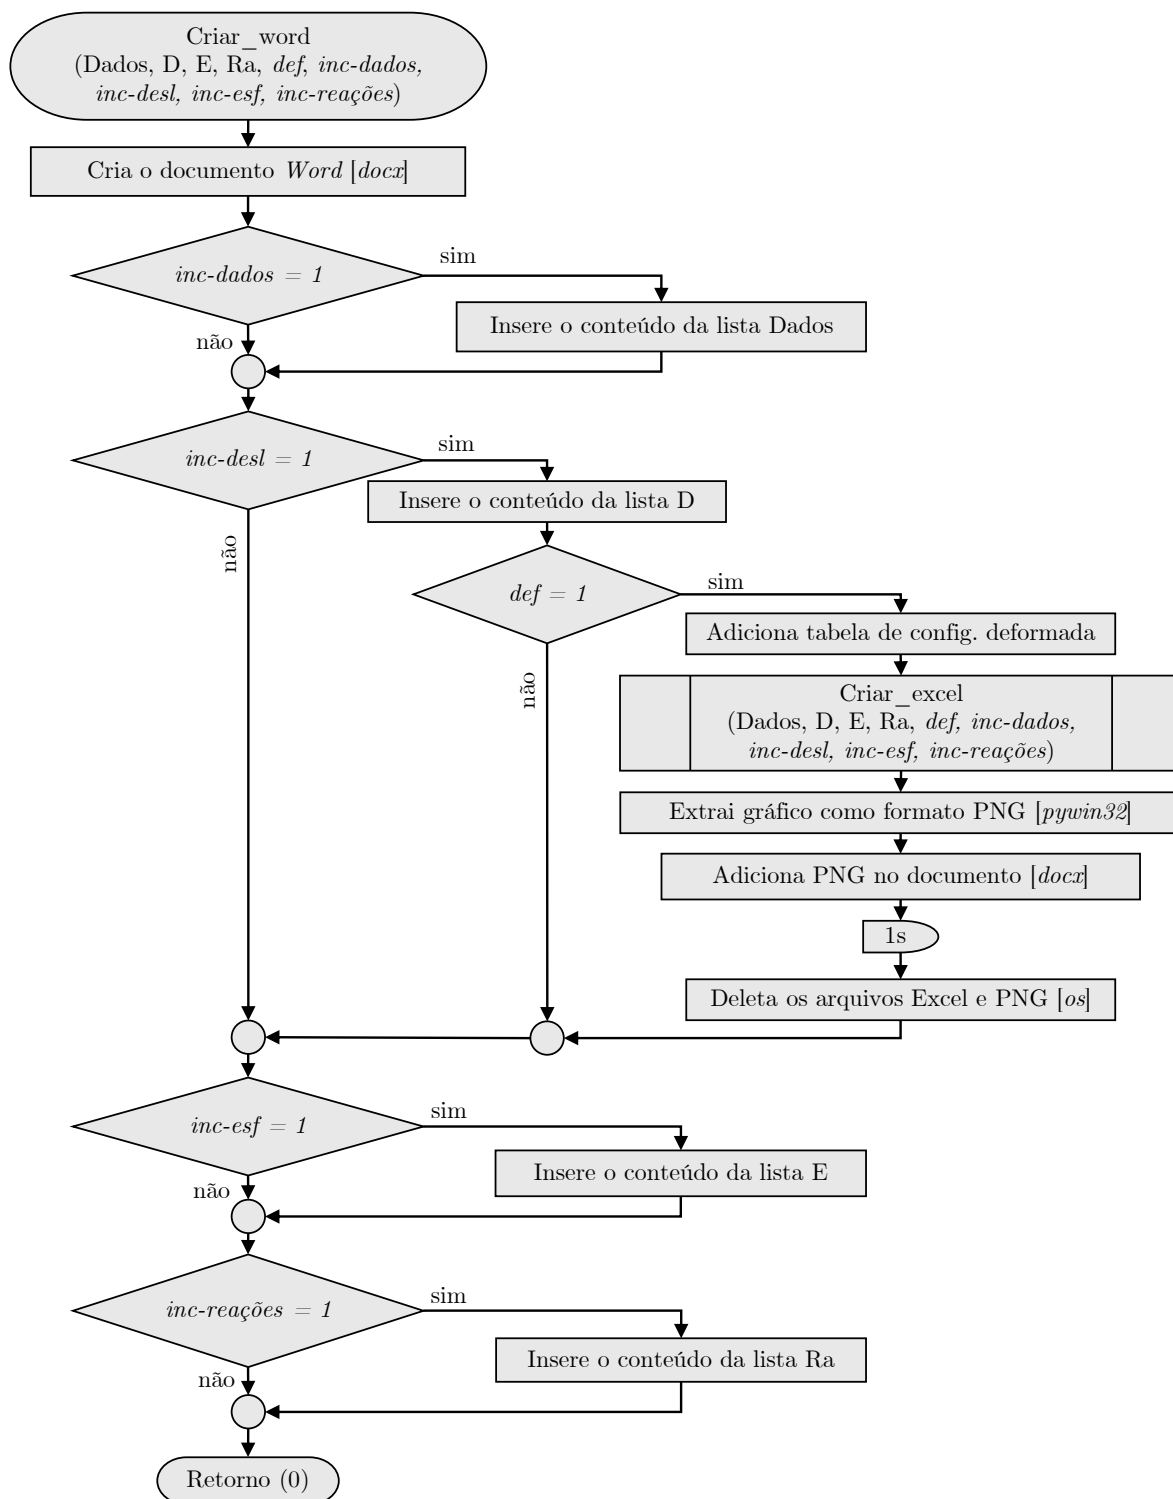 Criar_word
(Dados, D, E, Ra, def, inc-dados,
inc-desl, inc-esf, inc-reações)
Cria o documento Word [docx]
inc-dados = 1
sim
Insere o conteúdo da lista Dados
não
inc-desl = 1
sim
Insere o conteúdo da lista D
não
def = 1
sim
Adiciona tabela de config. deformada
não
Criar_excel
(Dados, D, E, Ra, def, inc-dados,
inc-desl, inc-esf, inc-reações)
Extrai gráfico como formato PNG [pywin32]
Adiciona PNG no documento [docx]
1s
Deleta os arquivos Excel e PNG [os]
inc-esf = 1
sim
Insere o conteúdo da lista E
não
inc-reações = 1
sim
Insere o conteúdo da lista Ra
não
Retorno (0)